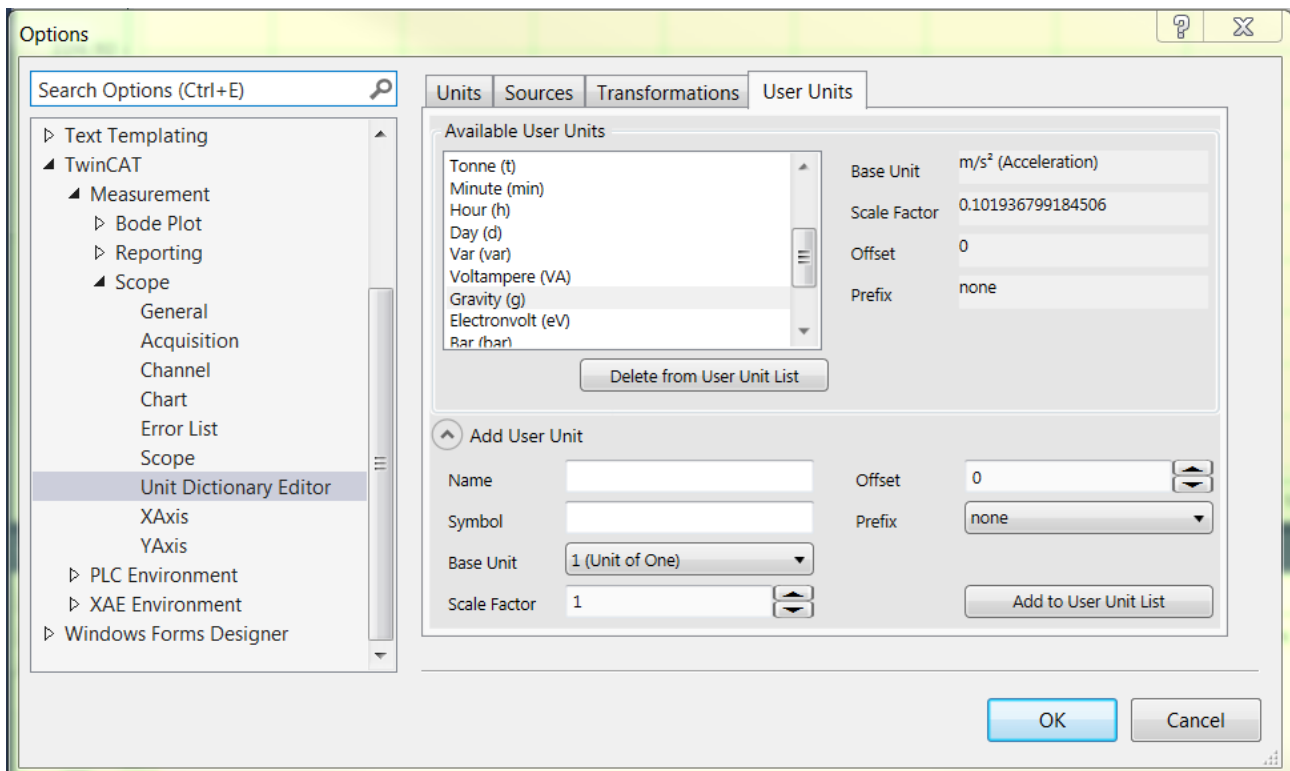 Options
Search Options (Ctrl+E)
Text Templating
TwinCAT
Measurement
Bode Plot
Reporting
Scope
General
Acquisition
Channel
Chart
Error List
Scope
Unit Dictionary Editor
XAxis
YAxis
PLC Environment
XAE Environment
Windows Forms Designer
Units Sources Transformations User Units
Available User Units
Tonne (t)
Minute (min)
Hour (h)
Day (d)
Var (var)
Voltampere (VA)
Gravity (g)
Electronvolt (eV)
Bar (bar)
Base Unit m/s² (Acceleration)
Scale Factor 0.101936799184506
Offset 0
Prefix none
Delete from User Unit List
Add User Unit
Name
Symbol
Base Unit 1 (Unit of One)
Scale Factor 1
Offset 0
Prefix none
Add to User Unit List
OK Cancel